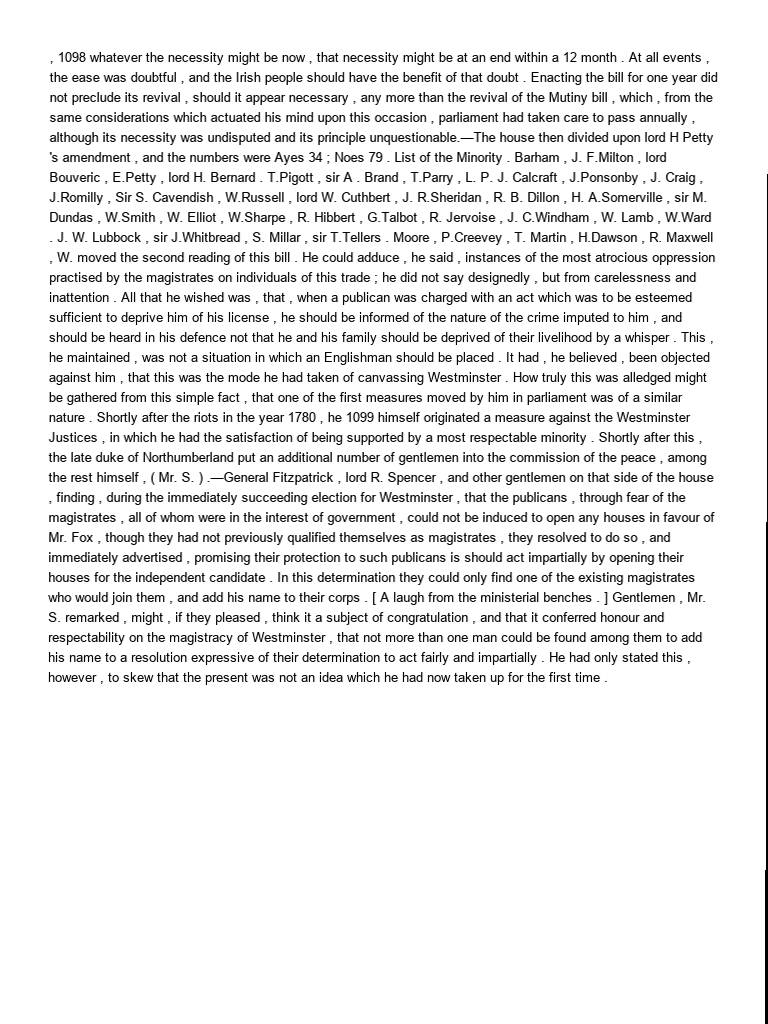 , 1098 whatever the necessity might be now , that necessity might be at an end within a 12 month . At all events ,
the ease was doubtful , and the Irish people should have the benefit of that doubt . Enacting the bill for one year did
not preclude its revival , should it appear necessary , any more than the revival of the Mutiny bill , which , from the
same considerations which actuated his mind upon this occasion , parliament had taken care to pass annually ,
although its necessity was undisputed and its principle unquestionable.—The house then divided upon lord H Petty
's amendment , and the numbers were Ayes 34 ; Noes 79 . List of the Minority . Barham , J. F.Milton , lord
Bouveric , E.Petty , lord H. Bernard . T.Pigott , sir A . Brand , T.Parry , L. P. J. Calcraft , J.Ponsonby , J. Craig ,
J.Romilly , Sir S. Cavendish , W.Russell , lord W. Cuthbert , J. R.Sheridan , R. B. Dillon , H. A.Somerville , sir M.
Dundas , W.Smith , W. Elliot , W.Sharpe , R. Hibbert , G.Talbot , R. Jervoise , J. C.Windham , W. Lamb , W.Ward
. J. W. Lubbock , sir J.Whitbread , S. Millar , sir T.Tellers . Moore , P.Creevey , T. Martin , H.Dawson , R. Maxwell
, W. moved the second reading of this bill . He could adduce , he said , instances of the most atrocious oppression
practised by the magistrates on individuals of this trade ; he did not say designedly , but from carelessness and
inattention . All that he wished was , that , when a publican was charged with an act which was to be esteemed
sufficient to deprive him of his license , he should be informed of the nature of the crime imputed to him , and
should be heard in his defence not that he and his family should be deprived of their livelihood by a whisper . This ,
he maintained , was not a situation in which an Englishman should be placed . It had , he believed , been objected
against him , that this was the mode he had taken of canvassing Westminster . How truly this was alledged might
be gathered from this simple fact , that one of the first measures moved by him in parliament was of a similar
nature . Shortly after the riots in the year 1780 , he 1099 himself originated a measure against the Westminster
Justices , in which he had the satisfaction of being supported by a most respectable minority . Shortly after this ,
the late duke of Northumberland put an additional number of gentlemen into the commission of the peace , among
the rest himself , ( Mr. S. ) .—General Fitzpatrick , lord R. Spencer , and other gentlemen on that side of the house
, finding , during the immediately succeeding election for Westminster , that the publicans , through fear of the
magistrates , all of whom were in the interest of government , could not be induced to open any houses in favour of
Mr. Fox , though they had not previously qualified themselves as magistrates , they resolved to do so , and
immediately advertised , promising their protection to such publicans is should act impartially by opening their
houses for the independent candidate . In this determination they could only find one of the existing magistrates
who would join them , and add his name to their corps . [ A laugh from the ministerial benches . ] Gentlemen , Mr.
S. remarked , might , if they pleased , think it a subject of congratulation , and that it conferred honour and
respectability on the magistracy of Westminster , that not more than one man could be found among them to add
his name to a resolution expressive of their determination to act fairly and impartially . He had only stated this ,
however , to skew that the present was not an idea which he had now taken up for the first time .